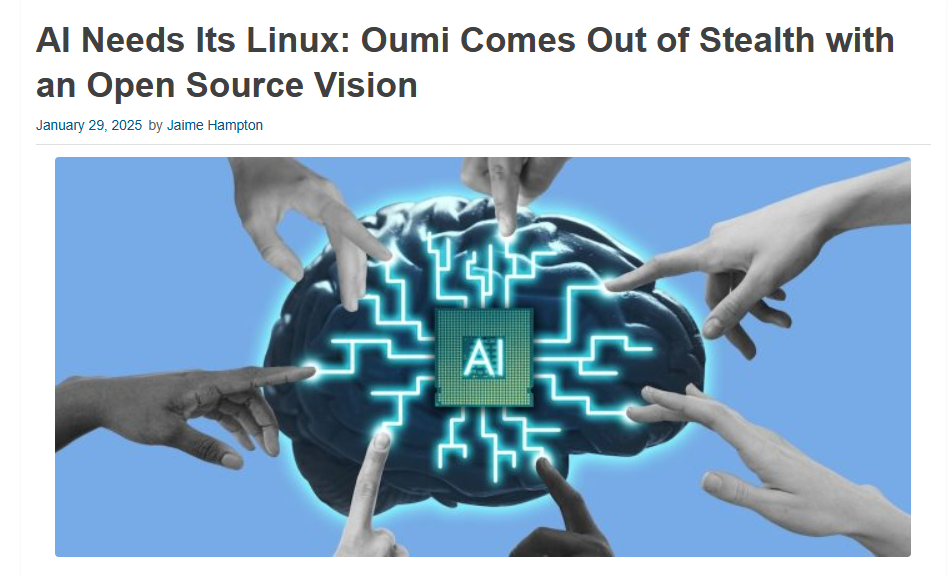 AI Needs Its Linux: Oumi Comes Out of Stealth with
an Open Source Vision
January 29, 2025 by Jaime Hampton
AI